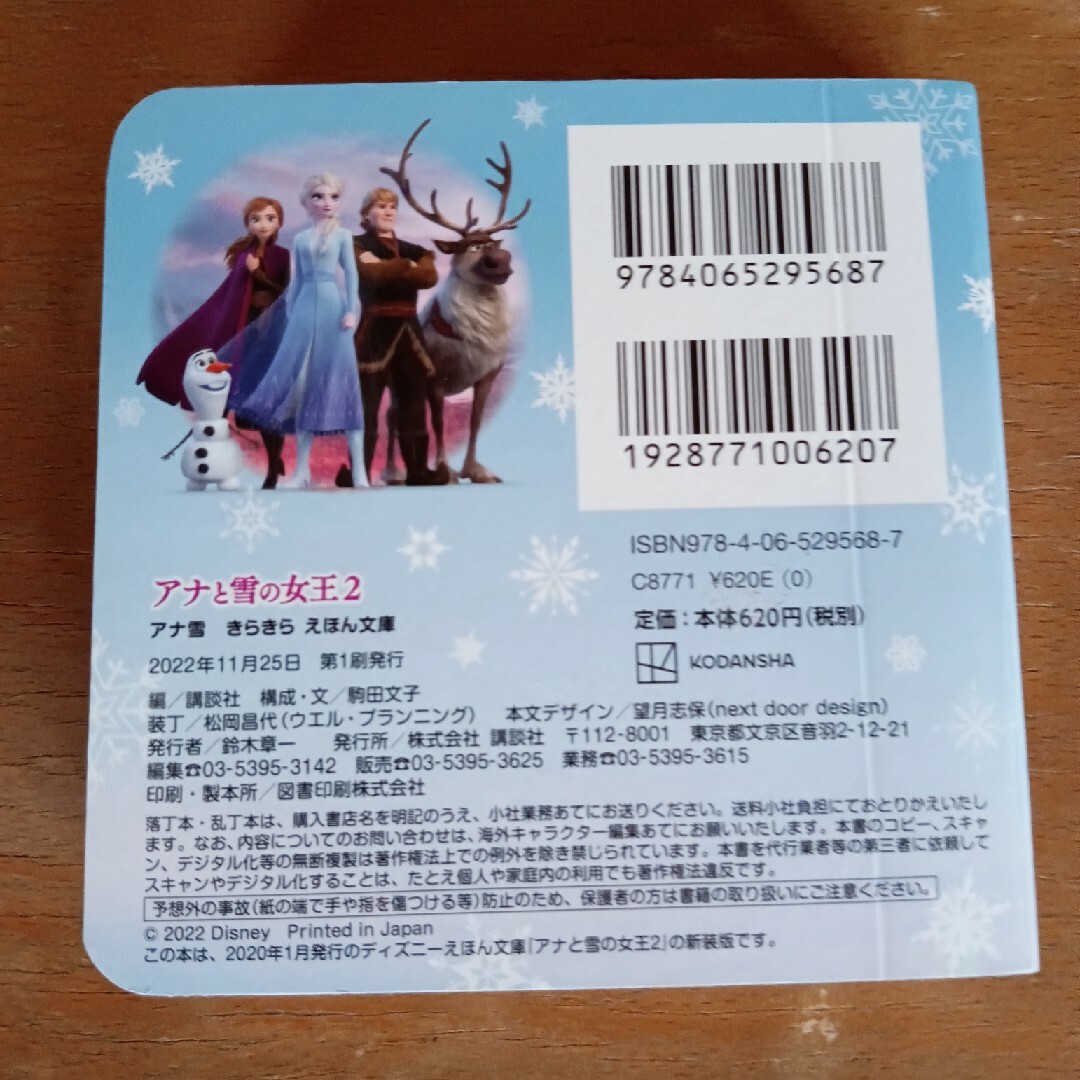 9784065295687
1928771006207
ISBN978-4-06-529568-7
C8771 ¥620E (0)
定価：本体620円（税別）
KODANSHA
アナと雪の女王2
アナ雪 きらきら えほん文庫
2022年11月25日 第1刷発行
編／講談社 構成・文／駒田文子
装丁／松岡昌代（ウエル・プランニング） 本文デザイン／望月志保（next door design）
発行者／鈴木章一 発行所／株式会社 講談社 〒112-8001 東京都文京区音羽2-12-21
編集☎03-5395-3142 販売☎03-5395-3625 業務☎03-5395-3615
印刷・製本所／図書印刷株式会社
落丁本・乱丁本は、購入書店名を明記のうえ、小社業務あてにお送りください。送料小社負担にておとりかえいたし
ます。なお、内容についてのお問い合わせは、海外キャラクター編集あてにお願いいたします。本書のコピー、スキャ
ン、デジタル化等の無断複製は著作権法上での例外を除き禁じられています。本書を代行業者等の第三者に依頼して
スキャンやデジタル化することは、たとえ個人や家庭内の利用でも著作権法違反です。
予想外の事故（紙の端で手や指を傷つける等）防止のため、保護者の方は書籍の取り扱いにご注意ください。
© 2022 Disney Printed in Japan
この本は、2020年1月発行のディズニーえほん文庫「アナと雪の女王2」の新装版です。